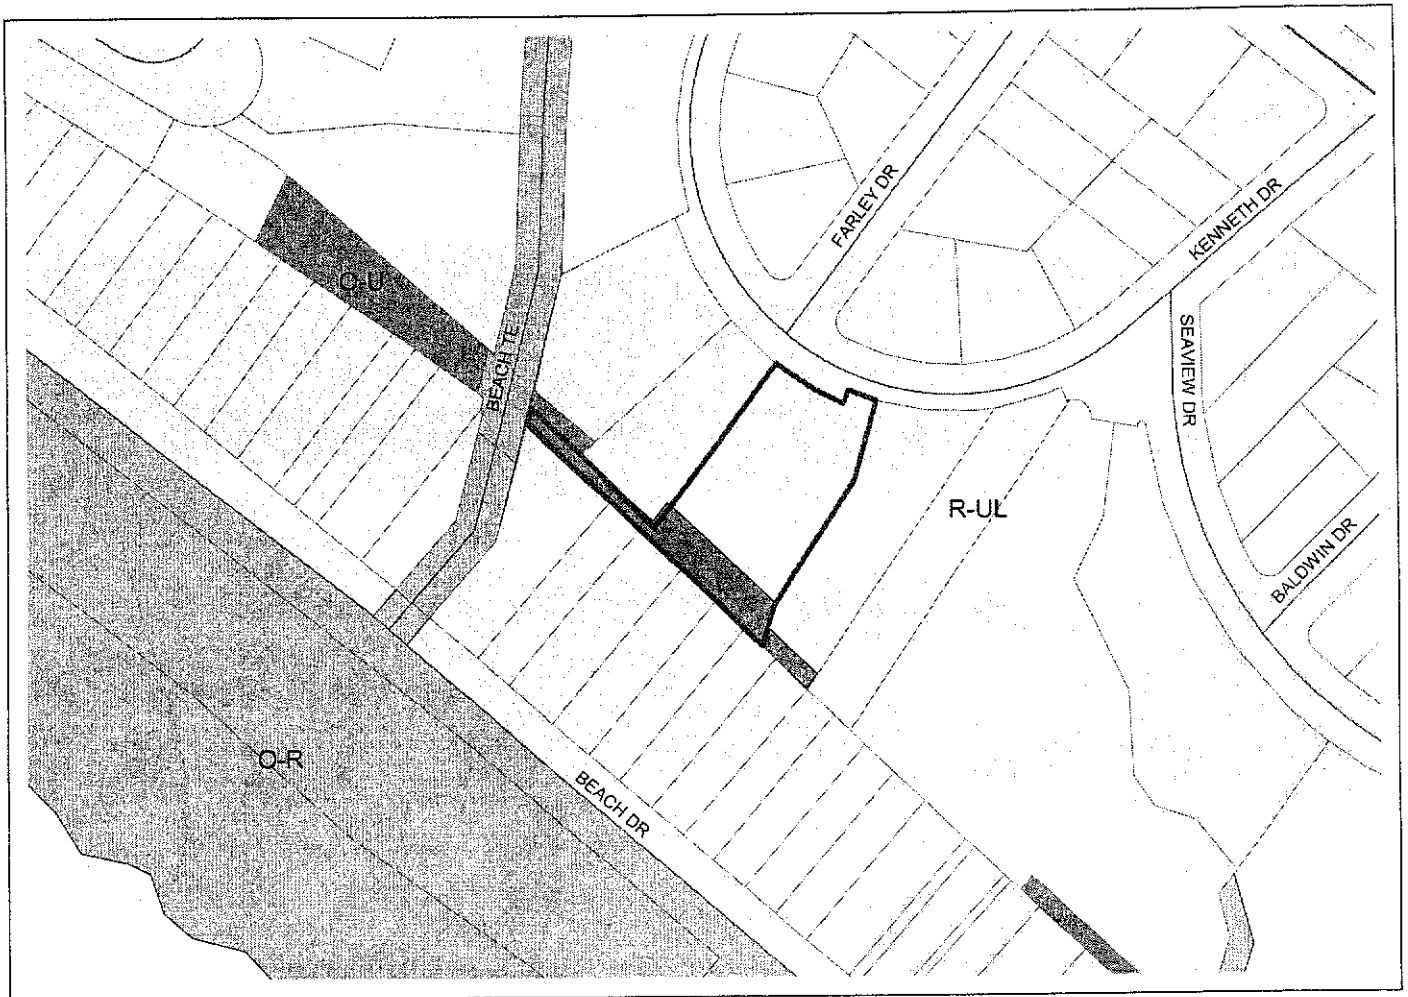 FARLEY DR
KENNETH DR
O-U
SEAVIEW DR
BEACH TE
R-UL
BALDWIN DR
O-R
BEACH DR